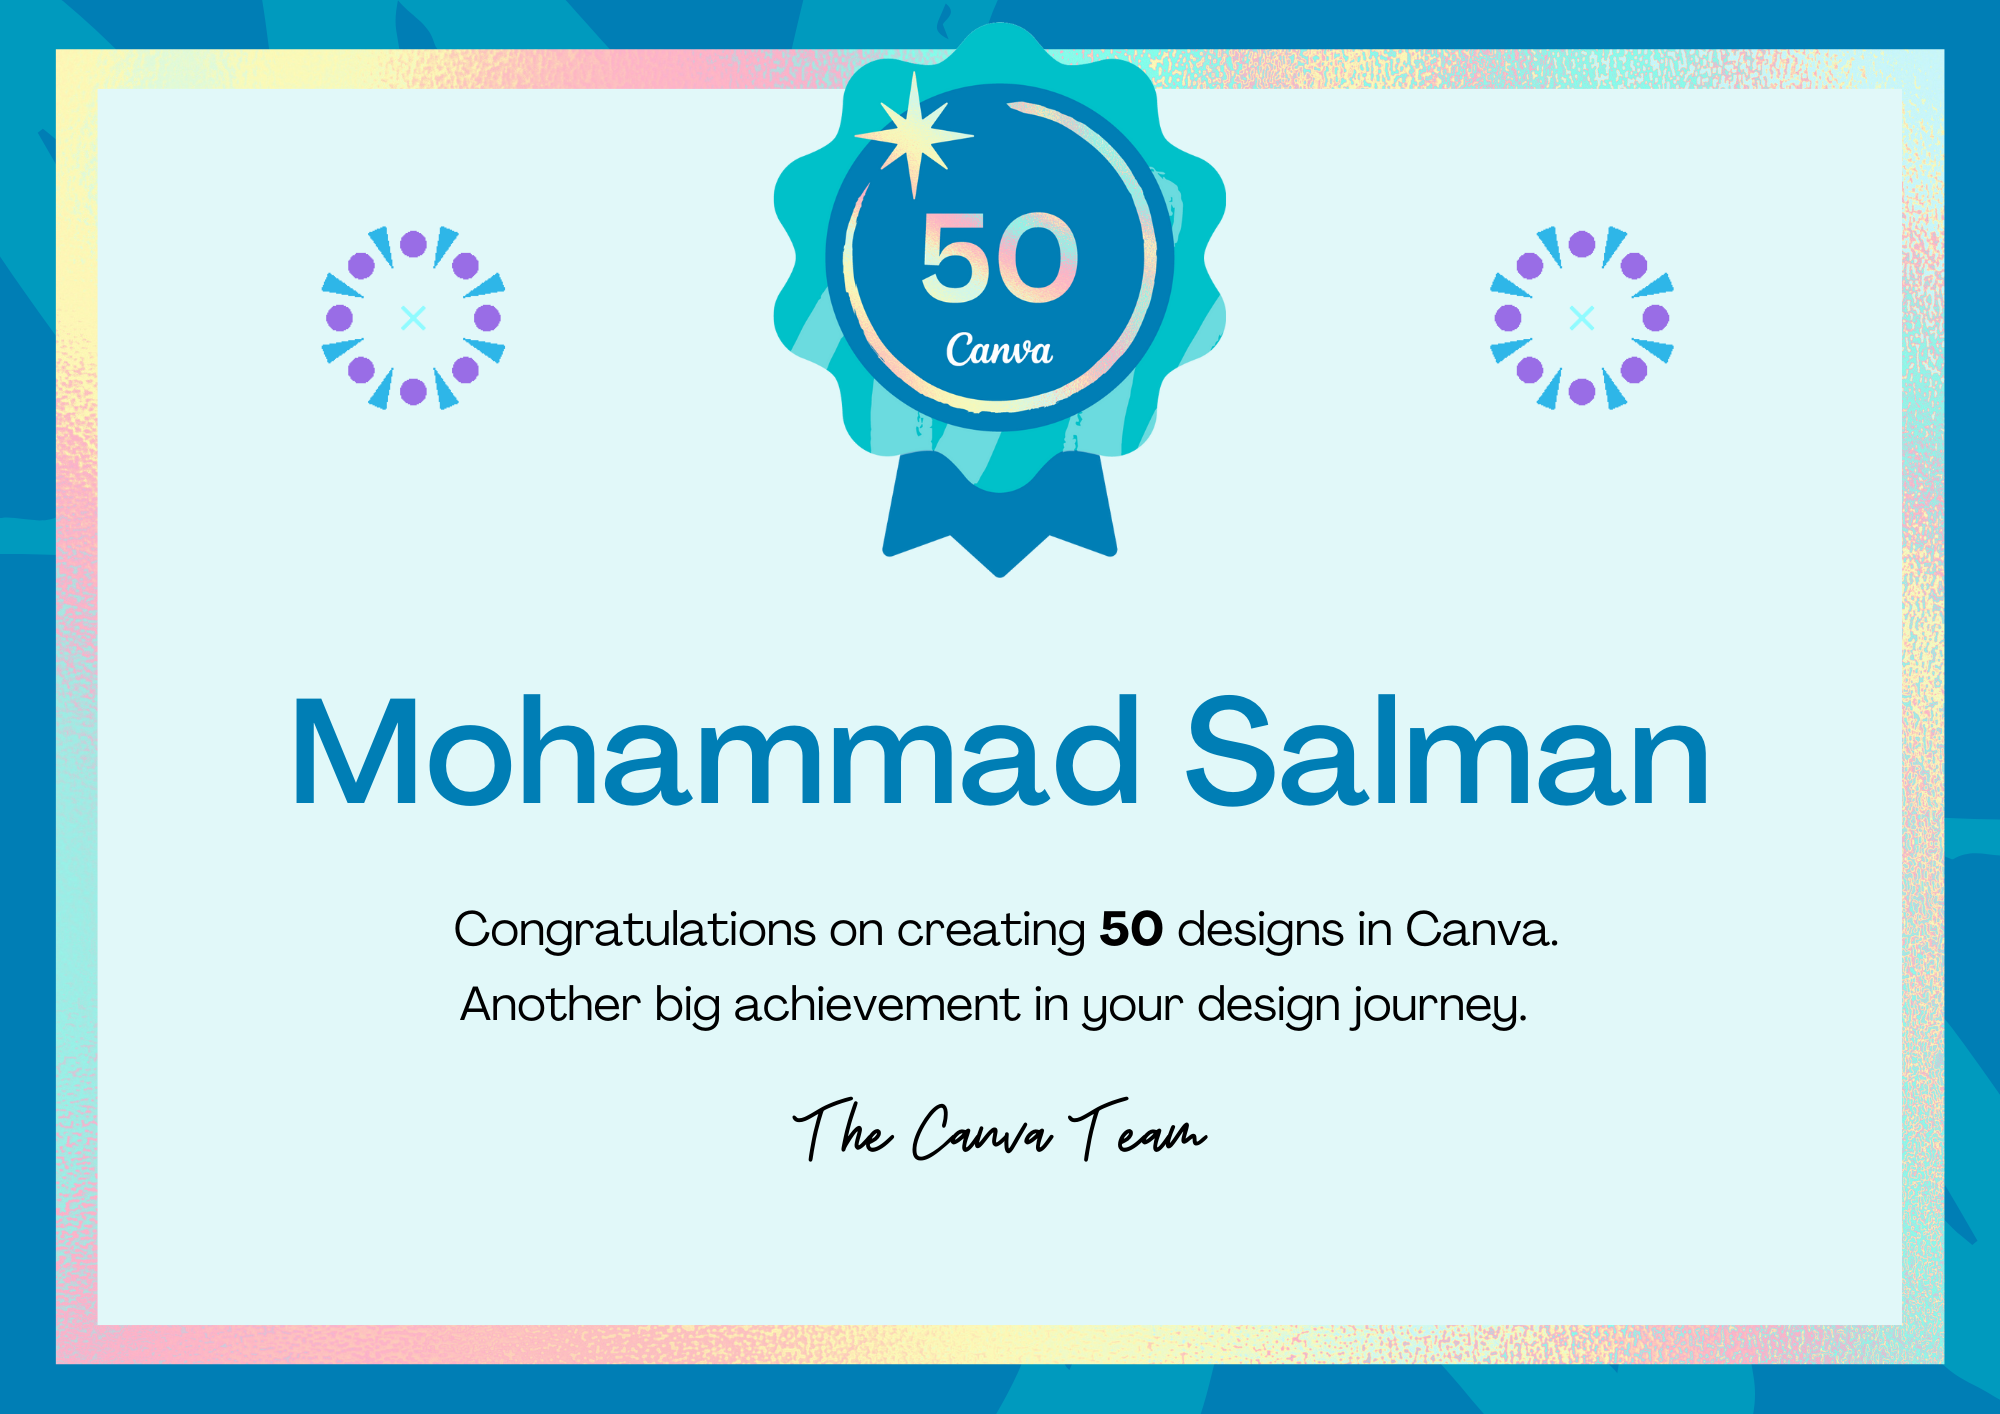 50
Canva
Mohammad Salman
Congratulations on creating 50 designs in Canva.
Another big achievement in your design journey.
The Canva Team